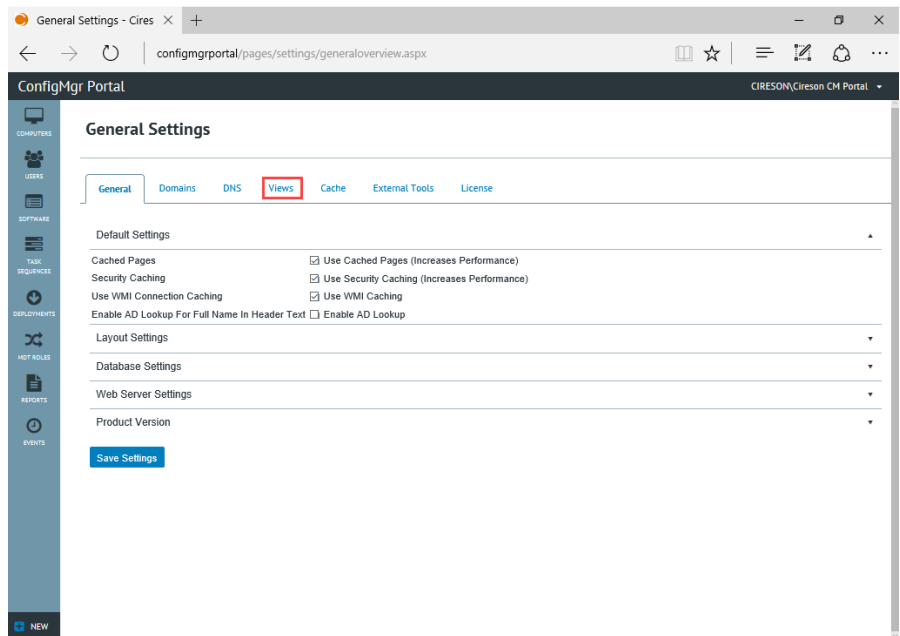 General Settings - Cires
configmgrportal/pages/settings/generaloverview.aspx
ConfigMgr Portal
CIRESON\Cireson CM Portal
COMPUTERS
USERS
SOFTWARE
TASK
SEQUENCES
DEPLOYMENTS
MDT ROLES
REPORTS
EVENTS
NEW
General Settings
General Domains DNS Views Cache External Tools License
Default Settings
Cached Pages Use Cached Pages (Increases Performance)
Security Caching Use Security Caching (Increases Performance)
Use WMI Connection Caching Use WMI Caching
Enable AD Lookup For Full Name In Header Text Enable AD Lookup
Layout Settings
Database Settings
Web Server Settings
Product Version
Save Settings